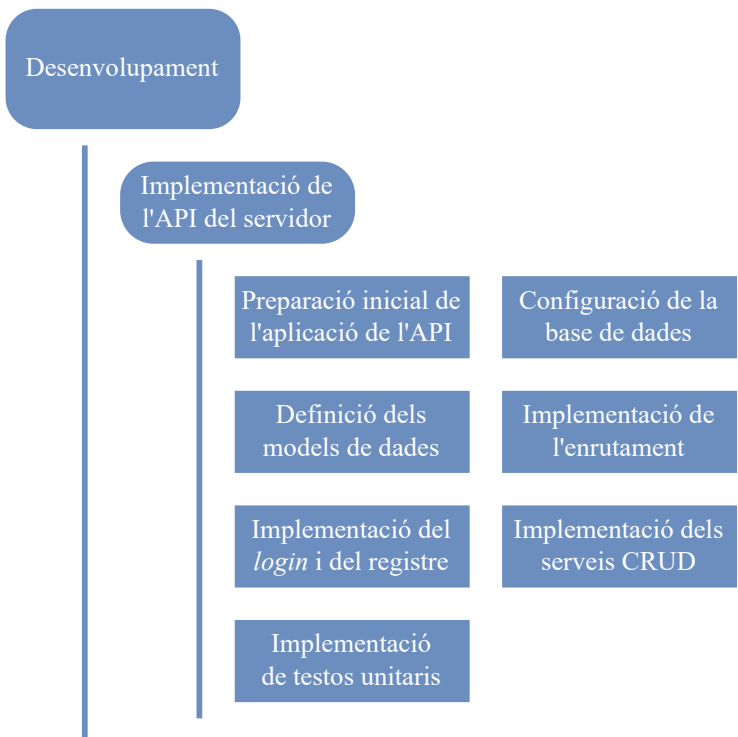 Desenvolupament
Implementació de
l'API del servidor
Preparació inicial de
l'aplicació de l'API
Configuració de la
base de dades
Definició dels
models de dades
Implementació de
l'enrutament
Implementació del
login i del registre
Implementació dels
serveis CRUD
Implementació
de testos unitaris